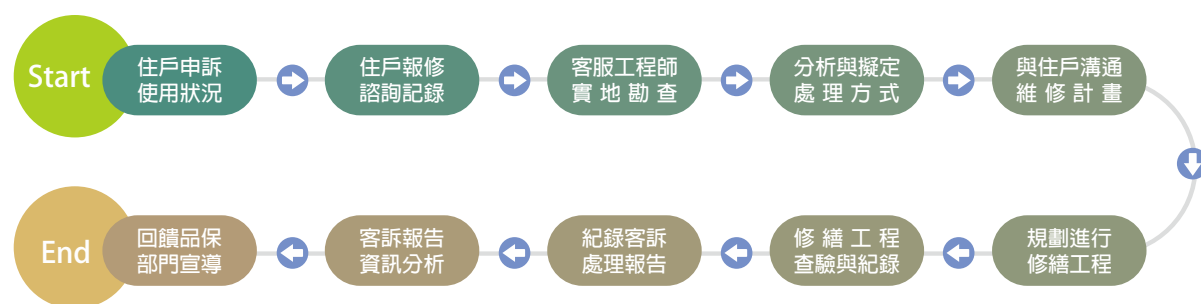 Start
住戶申訴
使用狀況
住戶報修
諮詢記錄
客服工程師
實地勘查
分析與擬定
處理方式
與住戶溝通
維修計畫
規劃進行
修繕工程
修繕工程
查驗與紀錄
紀錄客訴
處理報告
客訴報告
資訊分析
回饋品保
部門宣導
End